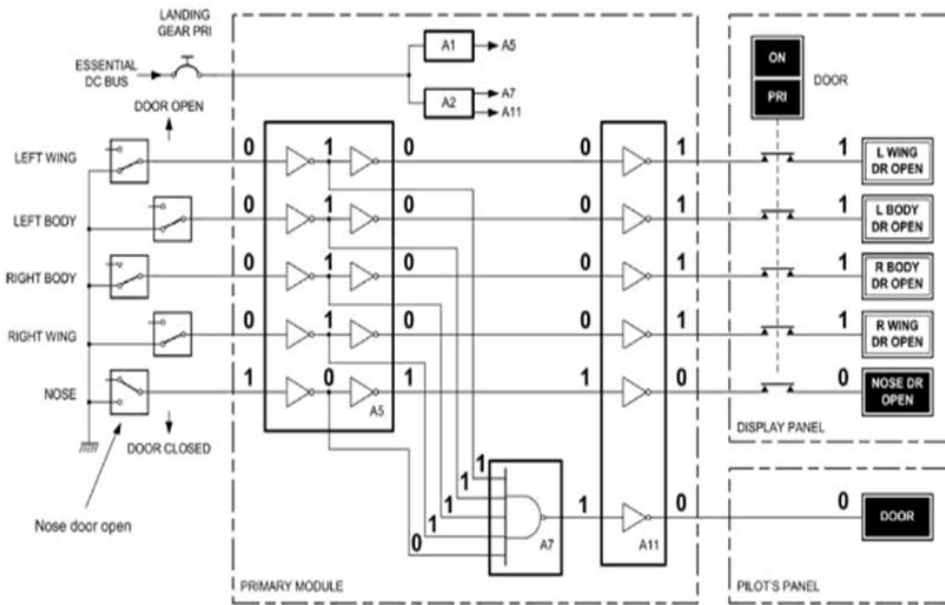 LANDING
GEAR PRI
ESSENTIAL
DC BUS
DOOR OPEN
A1
A5
A2
A7
A11
ON
PRI
DOOR
LEFT WING
0 1 0 0 1 1
L WING
DR OPEN
LEFT BODY
0 1 0 0 1 1
L BODY
DR OPEN
RIGHT BODY
0 1 0 0 1 1
R BODY
DR OPEN
RIGHT WING
0 1 0 0 1 1
R WING
DR OPEN
NOSE
1 0 1 1 0 0
NOSE DR
OPEN
A5
DISPLAY PANEL
DOOR CLOSED
Nose door open
1
1
1
1
0
1 0 0
A7
A11
DOOR
PRIMARY MODULE
PILOT'S PANEL